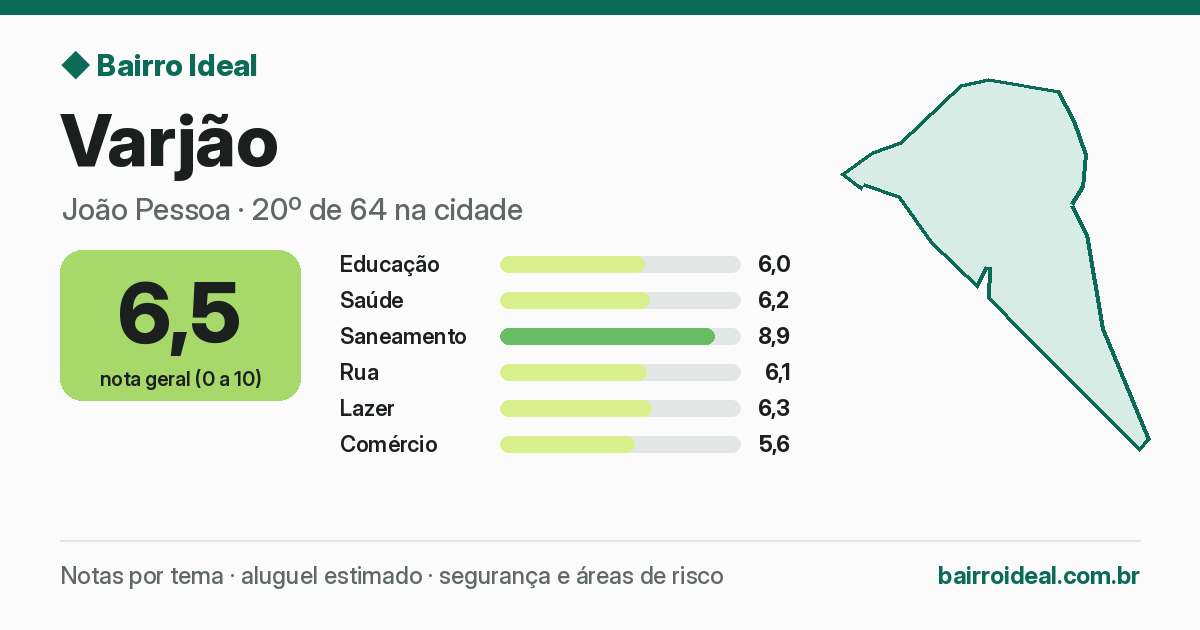 Bairro Ideal
Varjão
João Pessoa · 20º de 64 na cidade
6,5
nota geral (0 a 10)
Educação 6,0
Saúde 6,2
Saneamento 8,9
Rua 6,1
Lazer 6,3
Comércio 5,6
Notas por tema · aluguel estimado · segurança e áreas de risco
bairroideal.com.br